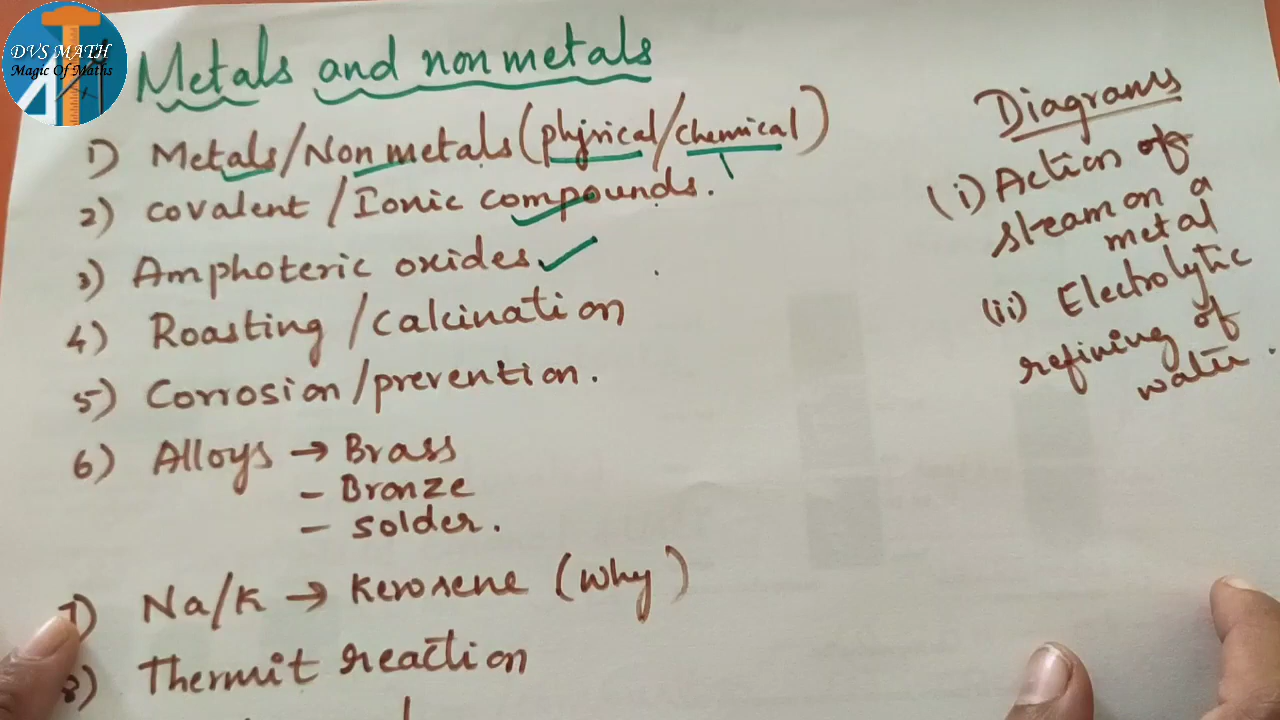 DVS MATH
Magic Of Maths
Metals and nonmetals
1) Metals/Non metals (physical/chemical)
2) covalent/Ionic compounds.
3) Amphoteric oxides
4) Roasting/calcination
5) Corrosion/prevention.
6) Alloys → Brass
- Bronze
- solder.
7) Na/K → Kerosene (why)
8) Thermit reaction
Diagrams
(i) Action of
steam on a
metal
(ii) Electrolytic
refining of
water.